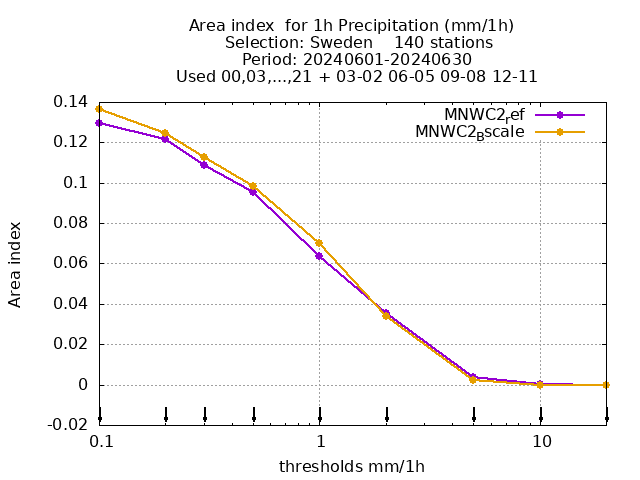 Area index  for 1h Precipitation (mm/1h)
Selection: Sweden    140 stations
Period: 20240601-20240630
Used 00,03,...,21 + 03-02 06-05 09-08 12-11
MNWC2ref
MNWC2Bscale
0.14
0.12
0.1
0.08
0.06
0.04
0.02
0
-0.02
Area index
0.1 1 10
thresholds mm/1h